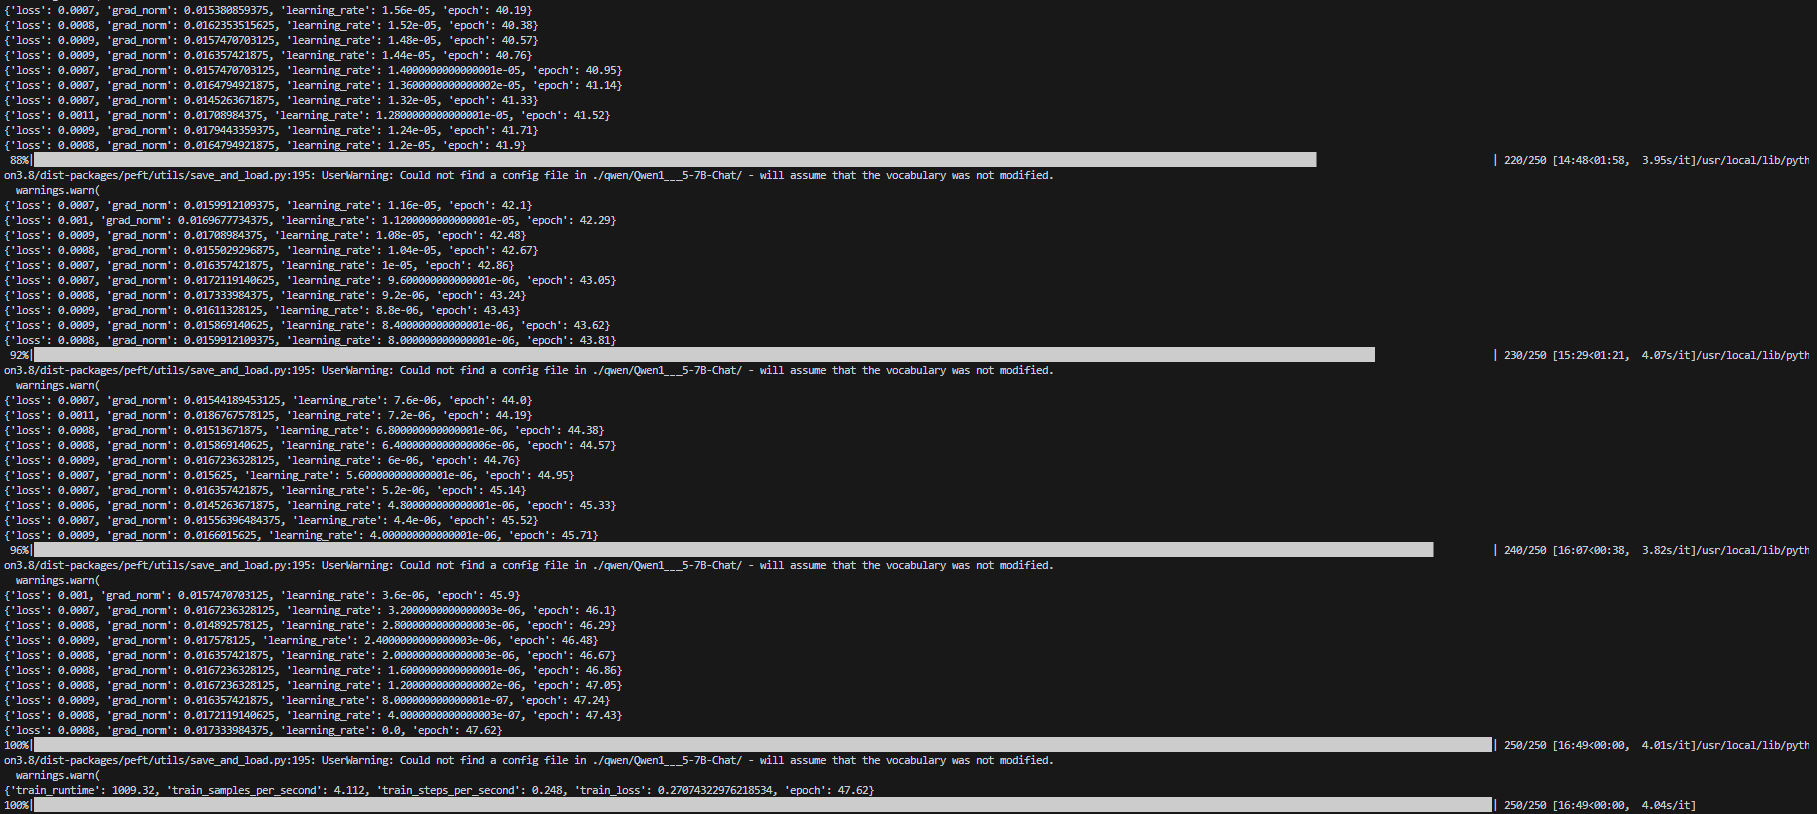 {'loss': 0.0007, 'grad_norm': 0.015380859375, 'learning_rate': 1.56e-05, 'epoch': 40.19}
{'loss': 0.0008, 'grad_norm': 0.0162353515625, 'learning_rate': 1.52e-05, 'epoch': 40.38}
{'loss': 0.0009, 'grad_norm': 0.0157470703125, 'learning_rate': 1.48e-05, 'epoch': 40.57}
{'loss': 0.0009, 'grad_norm': 0.016357421875, 'learning_rate': 1.44e-05, 'epoch': 40.76}
{'loss': 0.0007, 'grad_norm': 0.0157470703125, 'learning_rate': 1.4000000000000001e-05, 'epoch': 40.95}
{'loss': 0.0007, 'grad_norm': 0.0164794921875, 'learning_rate': 1.3600000000000002e-05, 'epoch': 41.14}
{'loss': 0.0007, 'grad_norm': 0.0145263671875, 'learning_rate': 1.32e-05, 'epoch': 41.33}
{'loss': 0.0011, 'grad_norm': 0.01708984375, 'learning_rate': 1.2800000000000001e-05, 'epoch': 41.52}
{'loss': 0.0009, 'grad_norm': 0.0179443359375, 'learning_rate': 1.24e-05, 'epoch': 41.71}
{'loss': 0.0008, 'grad_norm': 0.0164794921875, 'learning_rate': 1.2e-05, 'epoch': 41.9}
88%| | 220/250 [14:48<01:58, 3.95s/it]/usr/local/lib/pyth
on3.8/dist-packages/peft/utils/save_and_load.py:195: UserWarning: Could not find a config file in ./qwen/Qwen1___5-7B-Chat/ - will assume that the vocabulary was not modified.
warnings.warn(
{'loss': 0.0007, 'grad_norm': 0.0159912109375, 'learning_rate': 1.16e-05, 'epoch': 42.1}
{'loss': 0.001, 'grad_norm': 0.0169677734375, 'learning_rate': 1.1200000000000001e-05, 'epoch': 42.29}
{'loss': 0.0009, 'grad_norm': 0.01708984375, 'learning_rate': 1.08e-05, 'epoch': 42.48}
{'loss': 0.0008, 'grad_norm': 0.0155029296875, 'learning_rate': 1.04e-05, 'epoch': 42.67}
{'loss': 0.0007, 'grad_norm': 0.016357421875, 'learning_rate': 1e-05, 'epoch': 42.86}
{'loss': 0.0007, 'grad_norm': 0.0172119140625, 'learning_rate': 9.600000000000001e-06, 'epoch': 43.05}
{'loss': 0.0008, 'grad_norm': 0.017333984375, 'learning_rate': 9.2e-06, 'epoch': 43.24}
{'loss': 0.0009, 'grad_norm': 0.01611328125, 'learning_rate': 8.8e-06, 'epoch': 43.43}
{'loss': 0.0009, 'grad_norm': 0.015869140625, 'learning_rate': 8.400000000000001e-06, 'epoch': 43.62}
{'loss': 0.0008, 'grad_norm': 0.0159912109375, 'learning_rate': 8.000000000000001e-06, 'epoch': 43.81}
92%| | 230/250 [15:29<01:21, 4.07s/it]/usr/local/lib/pyth
on3.8/dist-packages/peft/utils/save_and_load.py:195: UserWarning: Could not find a config file in ./qwen/Qwen1___5-7B-Chat/ - will assume that the vocabulary was not modified.
warnings.warn(
{'loss': 0.0007, 'grad_norm': 0.01544189453125, 'learning_rate': 7.6e-06, 'epoch': 44.0}
{'loss': 0.0011, 'grad_norm': 0.0186767578125, 'learning_rate': 7.2e-06, 'epoch': 44.19}
{'loss': 0.0008, 'grad_norm': 0.01513671875, 'learning_rate': 6.800000000000001e-06, 'epoch': 44.38}
{'loss': 0.0008, 'grad_norm': 0.015869140625, 'learning_rate': 6.4000000000000006e-06, 'epoch': 44.57}
{'loss': 0.0009, 'grad_norm': 0.0167236328125, 'learning_rate': 6e-06, 'epoch': 44.76}
{'loss': 0.0007, 'grad_norm': 0.015625, 'learning_rate': 5.600000000000001e-06, 'epoch': 44.95}
{'loss': 0.0007, 'grad_norm': 0.016357421875, 'learning_rate': 5.2e-06, 'epoch': 45.14}
{'loss': 0.0006, 'grad_norm': 0.0145263671875, 'learning_rate': 4.800000000000001e-06, 'epoch': 45.33}
{'loss': 0.0007, 'grad_norm': 0.01556396484375, 'learning_rate': 4.4e-06, 'epoch': 45.52}
{'loss': 0.0009, 'grad_norm': 0.0166015625, 'learning_rate': 4.000000000000001e-06, 'epoch': 45.71}
96%| | 240/250 [16:07<00:38, 3.82s/it]/usr/local/lib/pyth
on3.8/dist-packages/peft/utils/save_and_load.py:195: UserWarning: Could not find a config file in ./qwen/Qwen1___5-7B-Chat/ - will assume that the vocabulary was not modified.
warnings.warn(
{'loss': 0.001, 'grad_norm': 0.0157470703125, 'learning_rate': 3.6e-06, 'epoch': 45.9}
{'loss': 0.0007, 'grad_norm': 0.0167236328125, 'learning_rate': 3.2000000000000003e-06, 'epoch': 46.1}
{'loss': 0.0008, 'grad_norm': 0.014892578125, 'learning_rate': 2.8000000000000003e-06, 'epoch': 46.29}
{'loss': 0.0009, 'grad_norm': 0.017578125, 'learning_rate': 2.4000000000000003e-06, 'epoch': 46.48}
{'loss': 0.0008, 'grad_norm': 0.016357421875, 'learning_rate': 2.0000000000000003e-06, 'epoch': 46.67}
{'loss': 0.0008, 'grad_norm': 0.0167236328125, 'learning_rate': 1.6000000000000001e-06, 'epoch': 46.86}
{'loss': 0.0008, 'grad_norm': 0.0167236328125, 'learning_rate': 1.2000000000000002e-06, 'epoch': 47.05}
{'loss': 0.0009, 'grad_norm': 0.016357421875, 'learning_rate': 8.000000000000001e-07, 'epoch': 47.24}
{'loss': 0.0008, 'grad_norm': 0.0172119140625, 'learning_rate': 4.0000000000000003e-07, 'epoch': 47.43}
{'loss': 0.0008, 'grad_norm': 0.017333984375, 'learning_rate': 0.0, 'epoch': 47.62}
100%| | 250/250 [16:49<00:00, 4.01s/it]/usr/local/lib/pyth
on3.8/dist-packages/peft/utils/save_and_load.py:195: UserWarning: Could not find a config file in ./qwen/Qwen1___5-7B-Chat/ - will assume that the vocabulary was not modified.
warnings.warn(
{'train_runtime': 1009.32, 'train_samples_per_second': 4.112, 'train_steps_per_second': 0.248, 'train_loss': 0.27074322976218534, 'epoch': 47.62}
100%| | 250/250 [16:49<00:00, 4.04s/it]